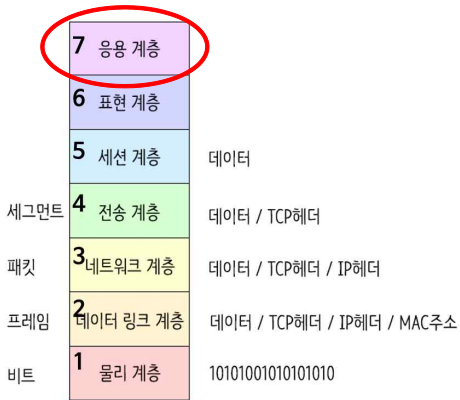 7 응용 계층
6 표현 계층
5 세션 계층 데이터
세그먼트 4 전송 계층 데이터 / TCP헤더
패킷 3 네트워크 계층 데이터 / TCP헤더 / IP헤더
프레임 2 데이터 링크 계층 데이터 / TCP헤더 / IP헤더 / MAC주소
비트 1 물리 계층 10101001010101010